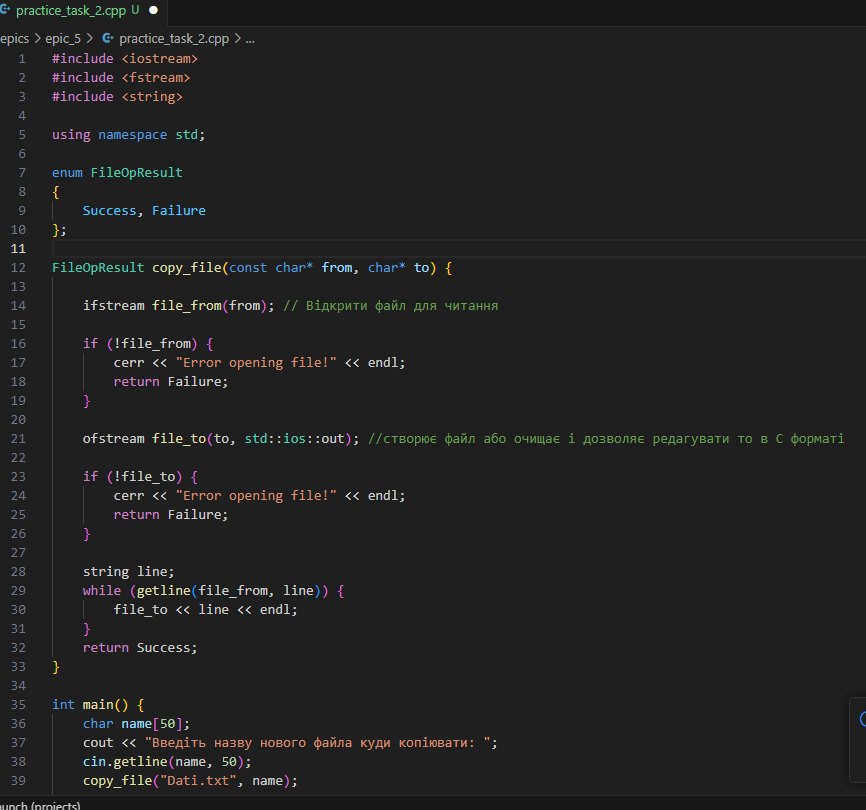 practice_task_2.cpp U
epics > epic_5 > practice_task_2.cpp > ...
1 #include <iostream>
2 #include <fstream>
3 #include <string>
4
5 using namespace std;
6
7 enum FileOpResult
8 {
9 Success, Failure
10 };
11
12 FileOpResult copy_file(const char* from, char* to) {
13
14 ifstream file_from(from); // Відкрити файл для читання
15
16 if (!file_from) {
17 cerr << "Error opening file!" << endl;
18 return Failure;
19 }
20
21 ofstream file_to(to, std::ios::out); //створює файл або очищає і дозволяє редагувати то в С форматі
22
23 if (!file_to) {
24 cerr << "Error opening file!" << endl;
25 return Failure;
26 }
27
28 string line;
29 while (getline(file_from, line)) {
30 file_to << line << endl;
31 }
32 return Success;
33 }
34
35 int main() {
36 char name[50];
37 cout << "Введіть назву нового файла куди копіювати: ";
38 cin.getline(name, 50);
39 copy_file("Dati.txt", name);
(projects)